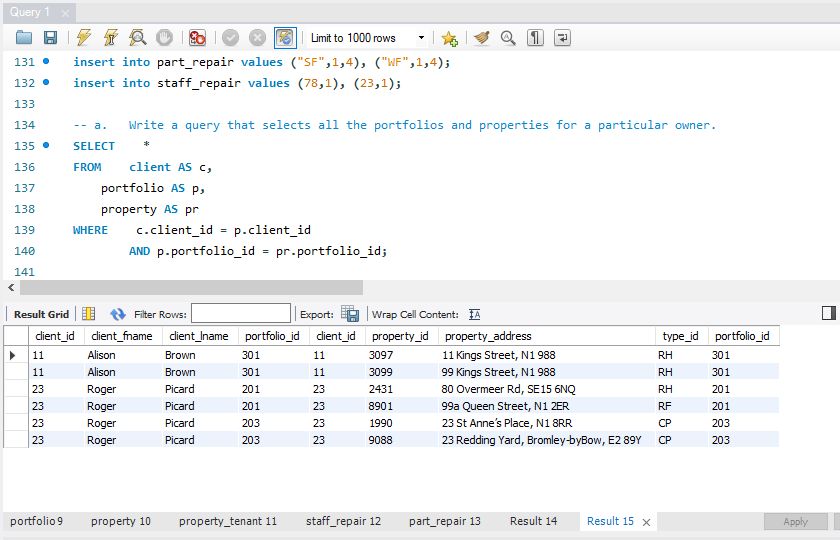 Query 1
Limit to 1000 rows
131 insert into part_repair values ("SF",1,4), ("WF",1,4);
132 insert into staff_repair values (78,1), (23,1);
133
134 -- a. Write a query that selects all the portfolios and properties for a particular owner.
135 SELECT *
136 FROM client AS c,
137 portfolio AS p,
138 property AS pr
139 WHERE c.client_id = p.client_id
140 AND p.portfolio_id = pr.portfolio_id;
141
Result Grid Filter Rows: Export: Wrap Cell Content: IA
client_id client_fname client_lname portfolio_id client_id property_id property_address type_id portfolio_id
11 Alison Brown 301 11 3097 11 Kings Street, N1 988 RH 301
11 Alison Brown 301 11 3099 99 Kings Street, N1 988 RH 301
23 Roger Picard 201 23 2431 80 Overmeer Rd, SE15 6NQ RH 201
23 Roger Picard 201 23 8901 99a Queen Street, N1 2ER RF 201
23 Roger Picard 203 23 1990 23 St Anne’s Place, N1 8RR CP 203
23 Roger Picard 203 23 9088 23 Redding Yard, Bromley-byBow, E2 89Y CP 203
portfolio 9 property 10 property_tenant 11 staff_repair 12 part_repair 13 Result 14 Result 15 Apply